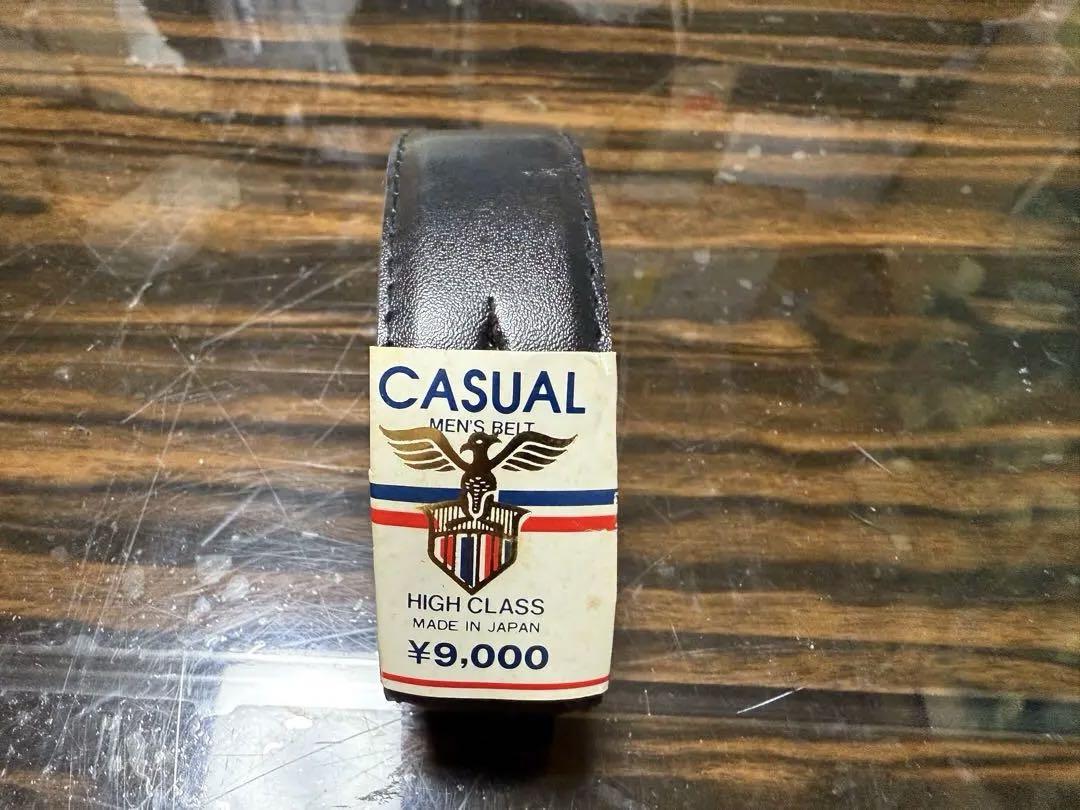 CASUAL
MEN'S BELT
HIGH CLASS
MADE IN JAPAN
¥9,000